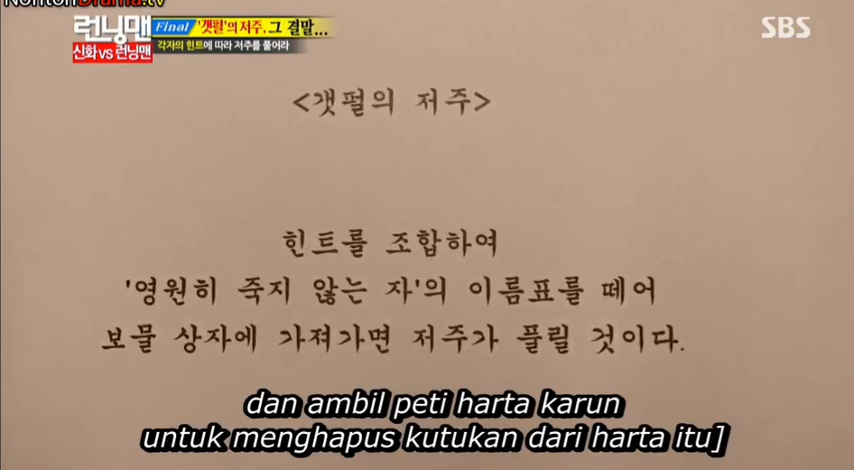 NontonDrama.tv
런닝맨 Final '갯펄'의 저주, 그 결말... SBS
신화 vs 런닝맨 각자의 힌트에 따라 저주를 풀어라
<갯펄의 저주>
힌트를 조합하여
'영원히 죽지 않는 자'의 이름표를 떼어
보물 상자에 가져가면 저주가 풀릴 것이다.
dan ambil peti harta karun
untuk menghapus kutukan dari harta itu]